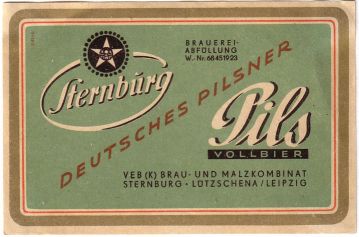 BRAUEREI-
ABFÜLLUNG
W.-Nr. 66451923
Sternburg
DEUTSCHES PILSNER
Pils
VOLLBIER
VEB (K) BRAU- UND MALZKOMBINAT
STERNBURG · LÜTZSCHENA / LEIPZIG